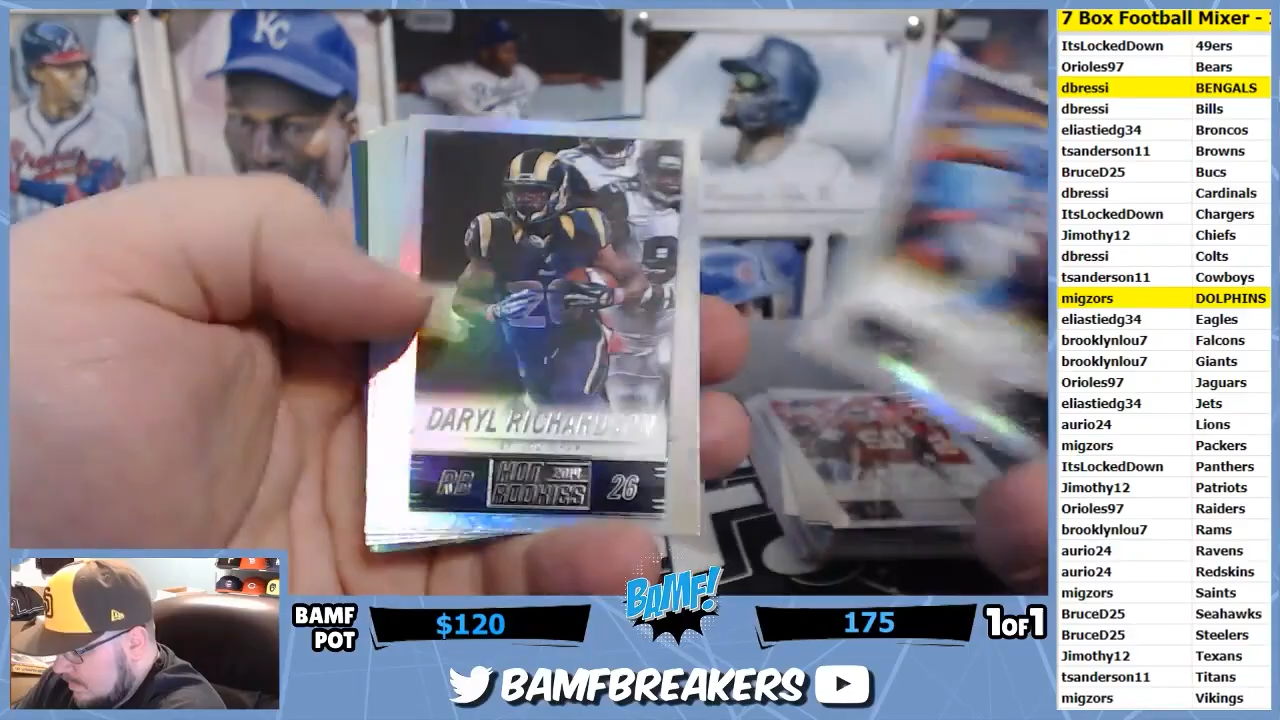 7 Box Football Mixer -
ItsLockedDown 49ers
Orioles97 Bears
dbressi BENGALS
dbressi Bills
eliastiedg34 Broncos
tsanderson11 Browns
BruceD25 Bucs
dbressi Cardinals
ItsLockedDown Chargers
Jimothy12 Chiefs
dbressi Colts
tsanderson11 Cowboys
migzors DOLPHINS
eliastiedg34 Eagles
brooklynlou7 Falcons
brooklynlou7 Giants
Orioles97 Jaguars
eliastiedg34 Jets
aurio24 Lions
migzors Packers
ItsLockedDown Panthers
Jimothy12 Patriots
Orioles97 Raiders
brooklynlou7 Rams
aurio24 Ravens
aurio24 Redskins
migzors Saints
BruceD25 Seahawks
BruceD25 Steelers
Jimothy12 Texans
tsanderson11 Titans
migzors Vikings
KC
DARYL RICHARDSON
RB HOT 2014 ROOKIES 26
BAMF
POT
$120
BAMF!
175
1OF1
BAMFBREAKERS